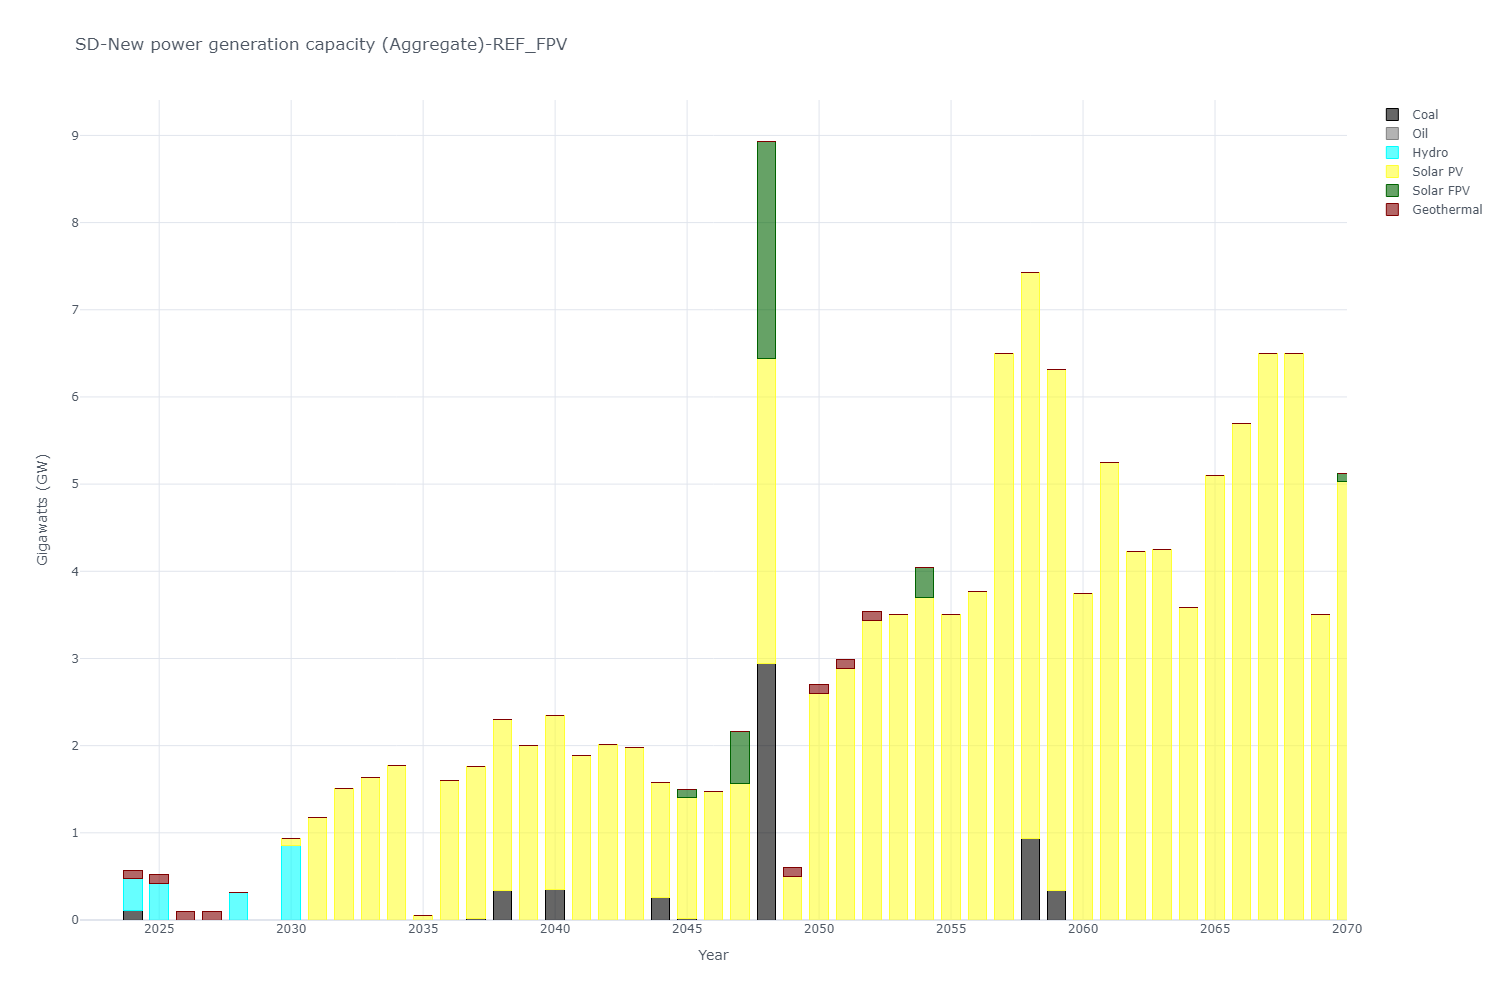 SD-New power generation capacity (Aggregate)-REF_FPV
Coal
Oil
Hydro
Solar PV
Solar FPV
Geothermal
9
8
7
6
5
4
3
2
1
0
Gigawatts (GW)
2025
2030
2035
2040
2045
2050
2055
2060
2065
2070
Year